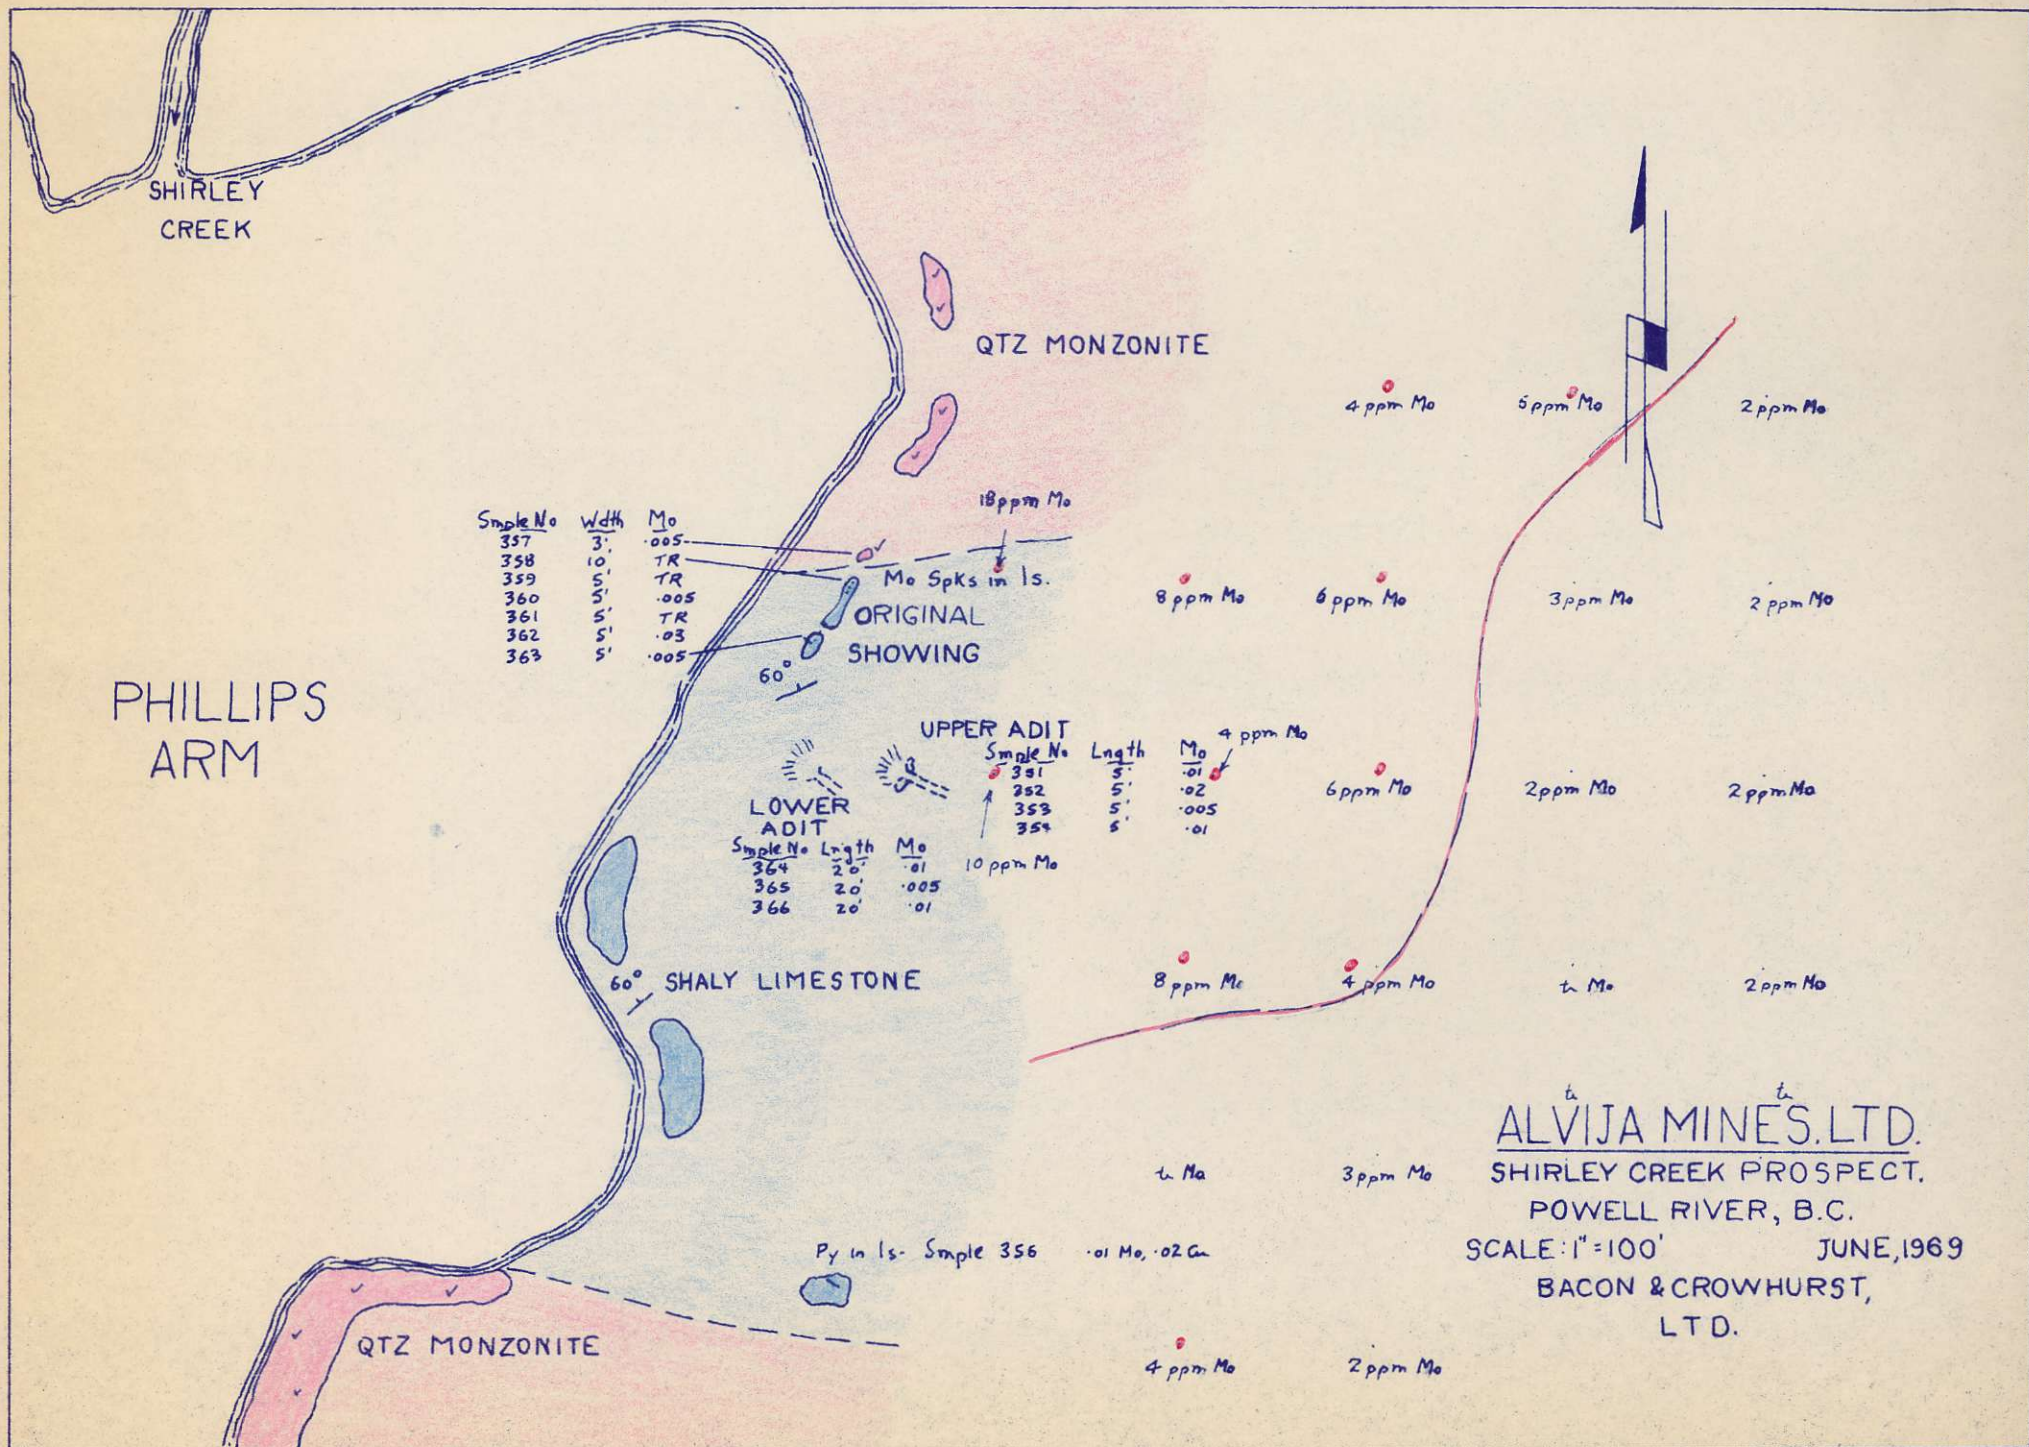 SHIRLEY
CREEK
QTZ MONZONITE
4 ppm Mo
5 ppm Mo
2 ppm Mo
18 ppm Mo
Smple No Wdth Mo
357 3' .005
358 10' TR
359 5' TR
360 5' .005
361 5' TR
362 5' .03
363 5' .005
Mo Spks in ls.
ORIGINAL
SHOWING
60°
8 ppm Mo
6 ppm Mo
3 ppm Mo
2 ppm Mo
PHILLIPS
ARM
UPPER ADIT
Smple No Lngth Mo
351 5' .01
352 5' .02
353 5' .005
354 5' .01
4 ppm Mo
10 ppm Mo
6 ppm Mo
2 ppm Mo
2 ppm Mo
LOWER
ADIT
Smple No Lngth Mo
364 20' .01
365 20' .005
366 20' .01
60° SHALY LIMESTONE
8 ppm Mo
4 ppm Mo
tr Mo
2 ppm Mo
tr
tr
tr Mo
3 ppm Mo
ALVIJA MINES. LTD.
SHIRLEY CREEK PROSPECT.
POWELL RIVER, B.C.
SCALE: 1" = 100' JUNE, 1969
BACON & CROWHURST,
LTD.
Py in ls. Smple 356 .01 Mo, .02 Cu
QTZ MONZONITE
4 ppm Mo
2 ppm Mo